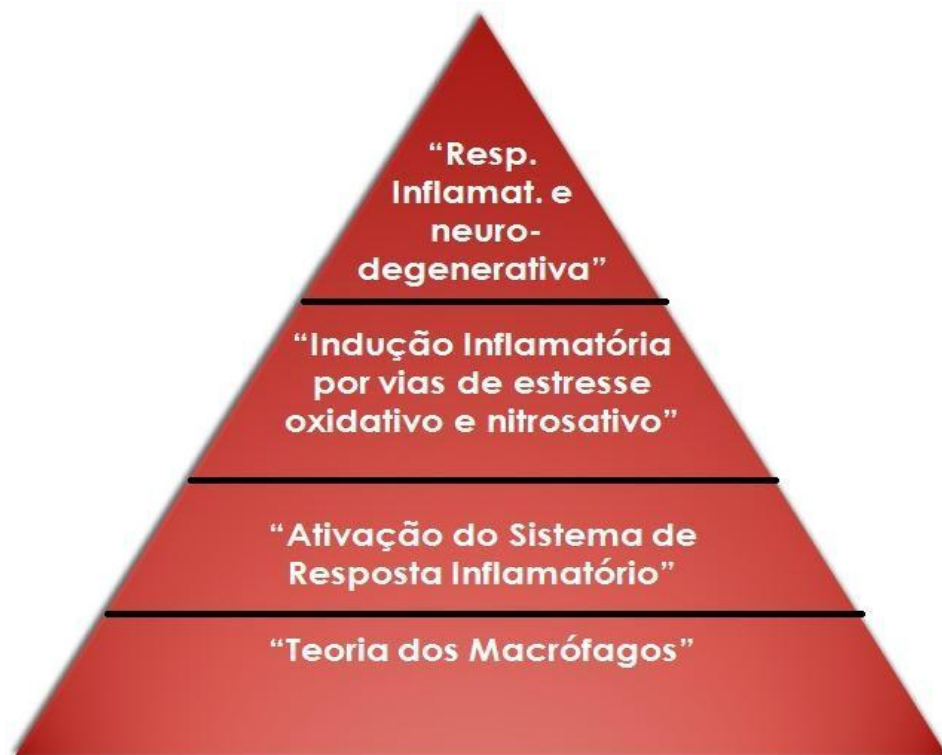 “Resp.
Inflamat. e
neuro-
degenerativa”
“Indução Inflamatória
por vias de estresse
oxidativo e nitrosativo”
“Ativação do Sistema de
Resposta Inflamatório”
“Teoria dos Macrófagos”